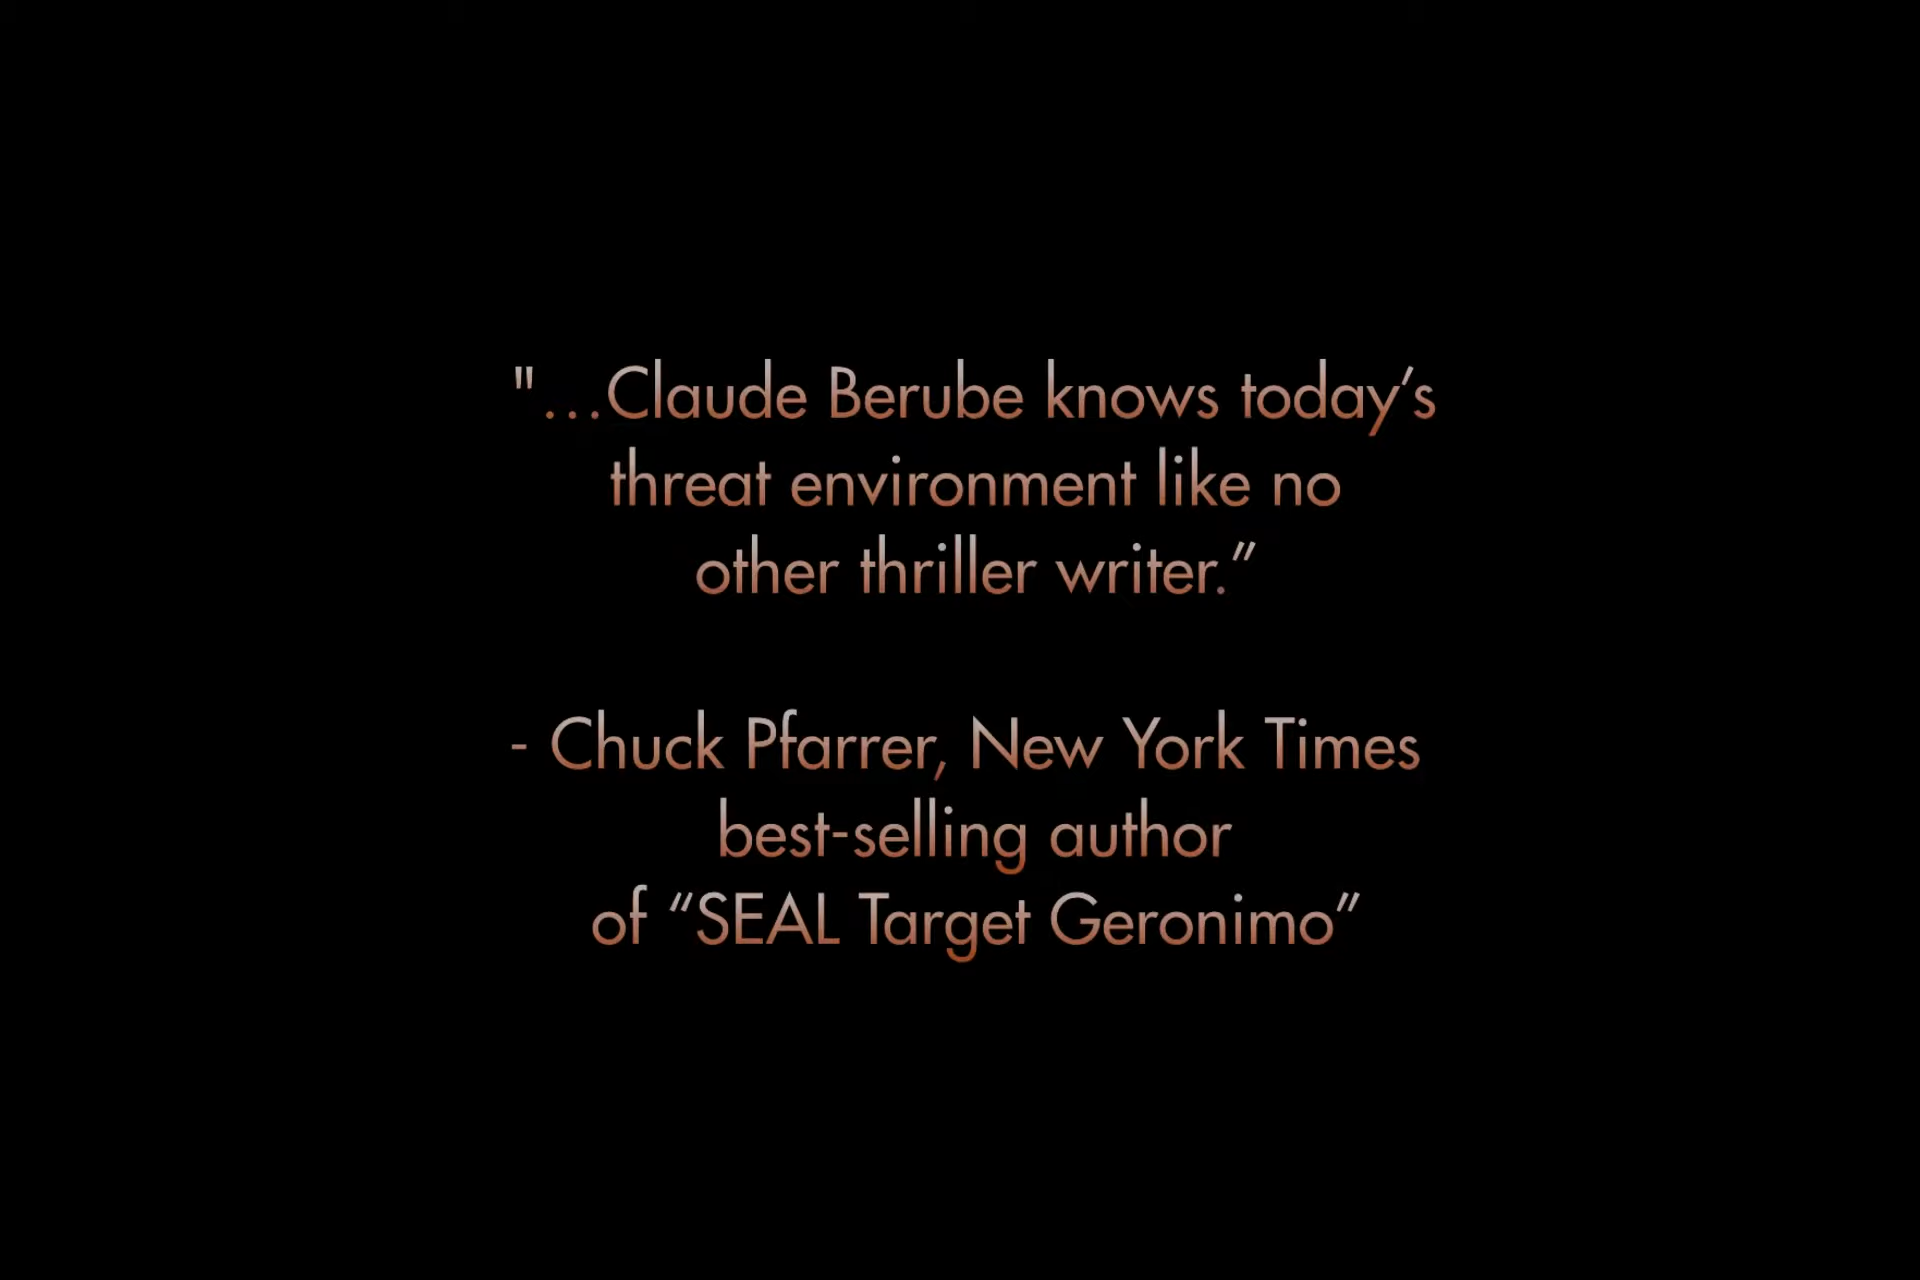 "...Claude Berube knows today’s
threat environment like no
other thriller writer.”
- Chuck Pfarrer, New York Times
best-selling author
of “SEAL Target Geronimo”